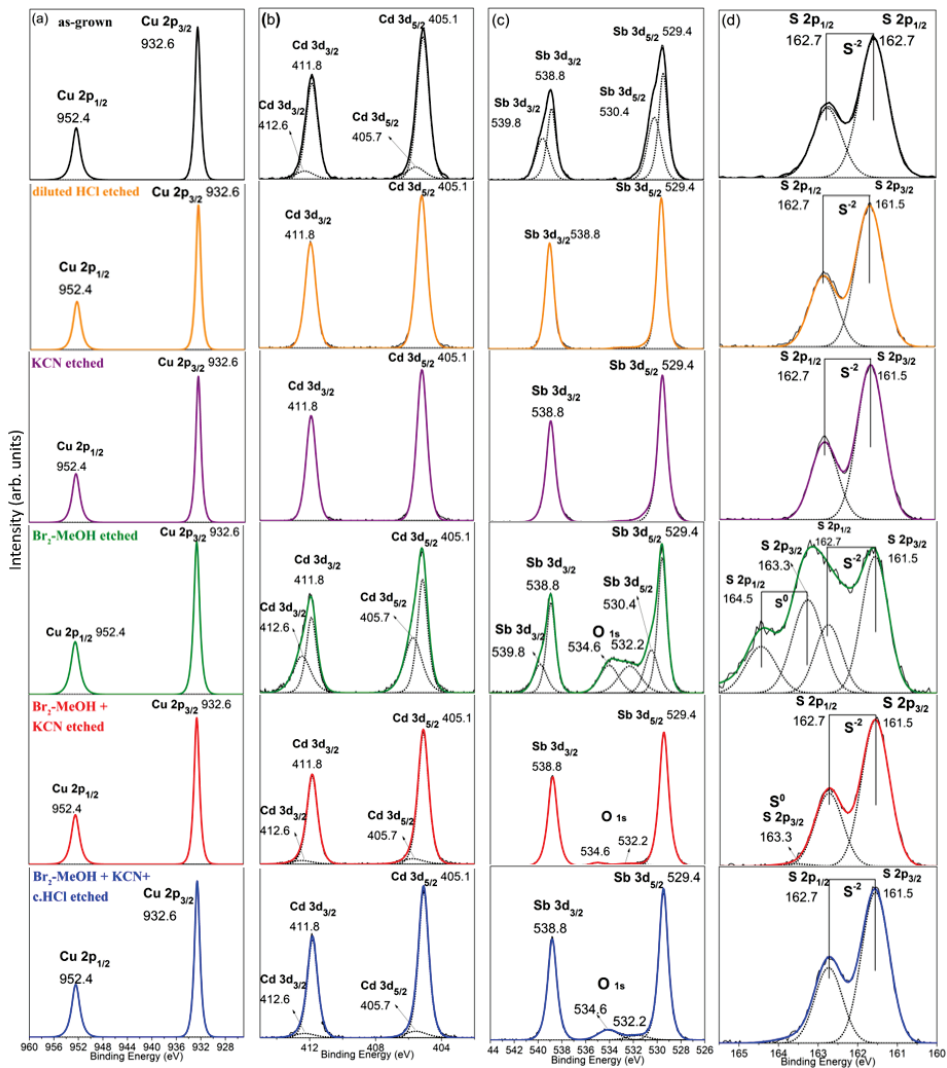 Intensity (arb. units)
(a)
as-grown
Cu 2p3/2
932.6
Cu 2p1/2
952.4
diluted HCl etched
Cu 2p3/2 932.6
Cu 2p1/2
952.4
KCN etched
Cu 2p3/2 932.6
Cu 2p1/2
952.4
Br2-MeOH etched
Cu 2p3/2 932.6
Cu 2p1/2 952.4
Br2-MeOH +
KCN etched
Cu 2p3/2 932.6
Cu 2p1/2
952.4
Br2-MeOH + KCN+
c.HCl etched
Cu 2p3/2
932.6
Cu 2p1/2
952.4
960 956 952 948 944 940 936 932 928
Binding Energy (eV)
(b)
Cd 3d5/2 405.1
Cd 3d3/2
411.8
Cd 3d3/2
412.6
Cd 3d5/2
405.7
Cd 3d5/2 405.1
Cd 3d3/2
411.8
Cd 3d5/2 405.1
Cd 3d3/2
411.8
Cd 3d5/2 405.1
Cd 3d3/2
411.8
Cd 3d3/2
412.6
Cd 3d5/2
405.7
Cd 3d5/2 405.1
Cd 3d3/2
411.8
Cd 3d3/2
412.6
Cd 3d5/2
405.7
Cd 3d5/2 405.1
Cd 3d3/2
411.8
Cd 3d3/2
412.6
Cd 3d5/2
405.7
412 408 404
Binding Energy (eV)
(c)
Sb 3d5/2 529.4
Sb 3d3/2
538.8
Sb 3d3/2
539.8
Sb 3d5/2
530.4
Sb 3d5/2 529.4
Sb 3d3/2 538.8
Sb 3d5/2 529.4
Sb 3d3/2
538.8
Sb 3d5/2 529.4
Sb 3d3/2
538.8
Sb 3d5/2
530.4
Sb 3d3/2
539.8
O 1s
534.6 532.2
Sb 3d5/2 529.4
Sb 3d3/2
538.8
O 1s
534.6 532.2
Sb 3d5/2 529.4
Sb 3d3/2
538.8
O 1s
534.6 532.2
44 542 540 538 536 534 532 530 528 526
Binding Energy (eV)
(d)
S 2p1/2 S 2p1/2
162.7 S-2 162.7
S 2p1/2 S 2p3/2
162.7 S-2 161.5
S 2p1/2 S 2p3/2
162.7 S-2 161.5
S 2p1/2
162.7
S 2p3/2
163.3
S-2
S 2p3/2
161.5
S 2p1/2
164.5
S0
S 2p1/2 S 2p3/2
162.7 S-2 161.5
S0
S 2p3/2
163.3
S 2p1/2 S 2p3/2
162.7 S-2 161.5
165 164 163 162 161 160
Binding Energy (eV)